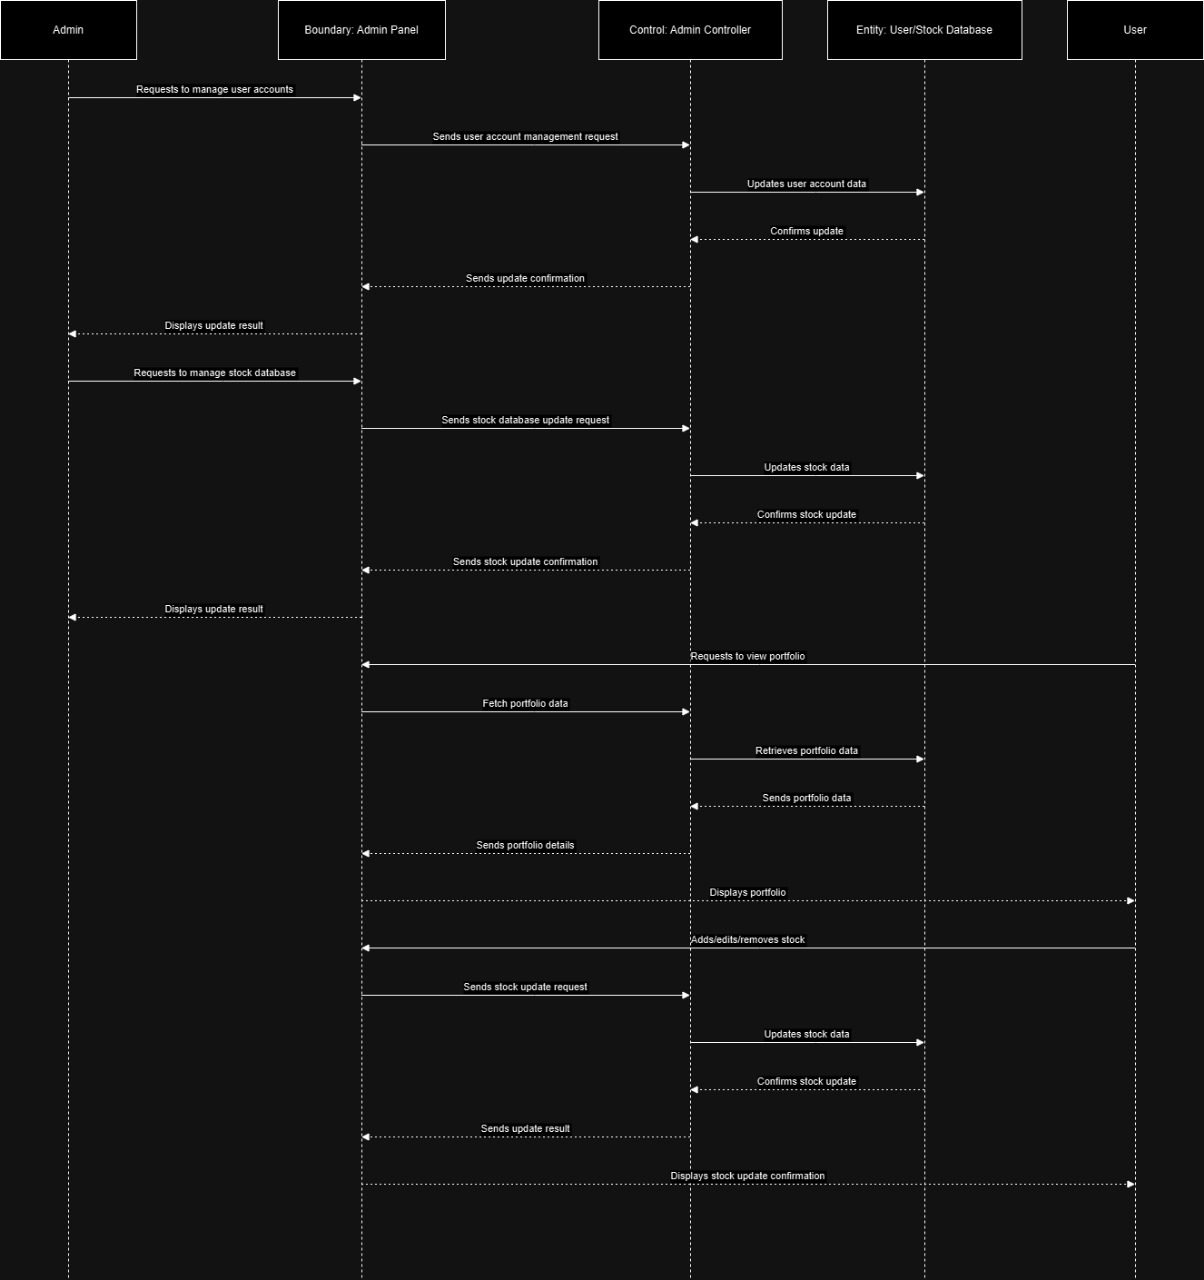 Admin
Boundary: Admin Panel
Control: Admin Controller
Entity: User/Stock Database
User
Requests to manage user accounts
Sends user account management request
Updates user account data
Confirms update
Sends update confirmation
Displays update result
Requests to manage stock database
Sends stock database update request
Updates stock data
Confirms stock update
Sends stock update confirmation
Displays update result
Requests to view portfolio
Fetch portfolio data
Retrieves portfolio data
Sends portfolio data
Sends portfolio details
Displays portfolio
Adds/edits/removes stock
Sends stock update request
Updates stock data
Confirms stock update
Sends update result
Displays stock update confirmation